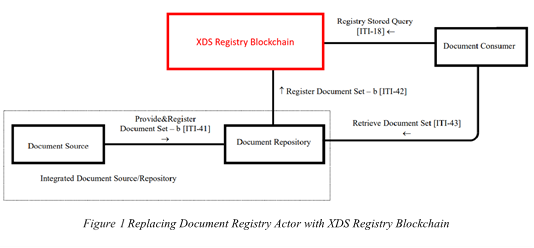 Registry Stored Query
[ITI-18] ←
XDS Registry Blockchain
Document Consumer
↑ Register Document Set – b [ITI-42]
Provide&Register
Document Set – b [ITI-41]
→
Retrieve Document Set [ITI-43]
←
Document Source
Document Repository
Integrated Document Source/Repository
Figure 1 Replacing Document Registry Actor with XDS Registry Blockchain